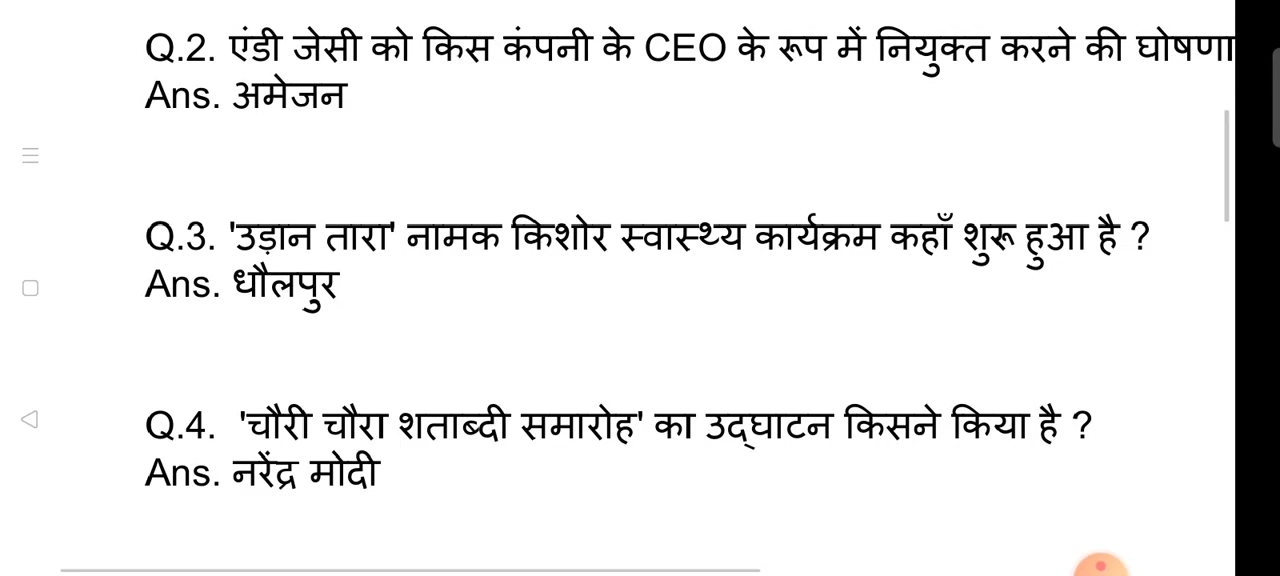 Q.2. एंडी जेसी को किस कंपनी के CEO के रूप में नियुक्त करने की घोषणा
Ans. अमेजन
Q.3. 'उड़ान तारा' नामक किशोर स्वास्थ्य कार्यक्रम कहाँ शुरू हुआ है ?
Ans. धौलपुर
Q.4. 'चौरी चौरा शताब्दी समारोह' का उद्घाटन किसने किया है ?
Ans. नरेंद्र मोदी